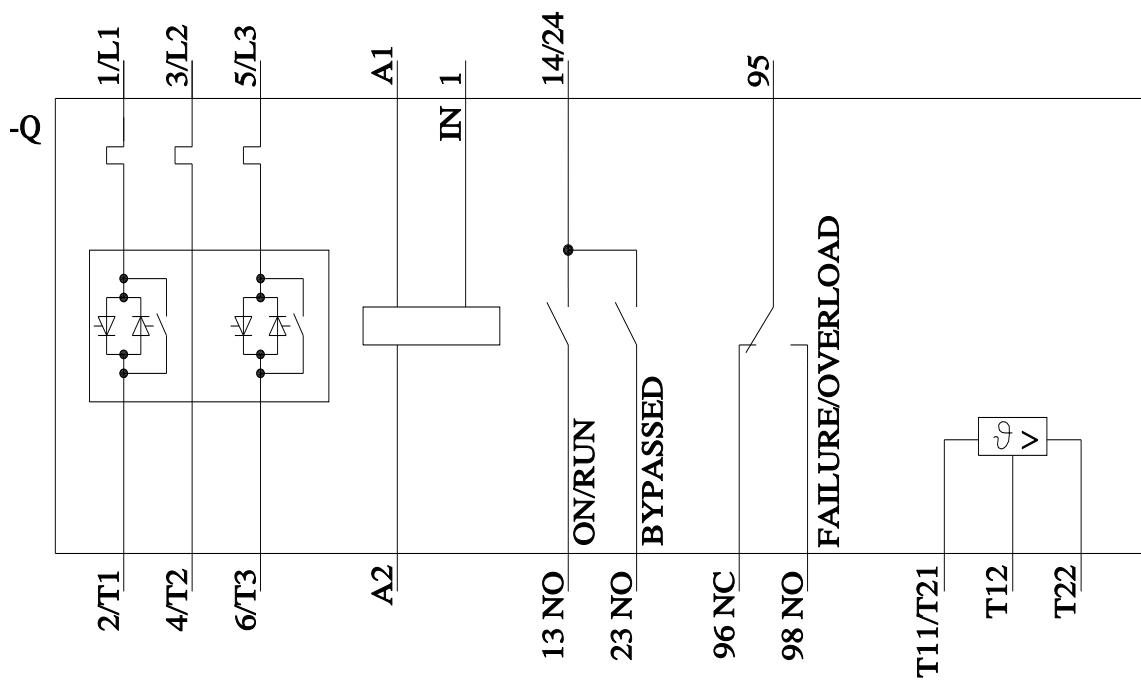 1/L1
3/L2
5/L3
A1
1
14/24
95
-Q
IN
ON/RUN
BYPASSED
FAILURE/OVERLOAD
ϑ >
2/T1
4/T2
6/T3
A2
13 NO
23 NO
96 NC
98 NO
T11/T21
T12
T22